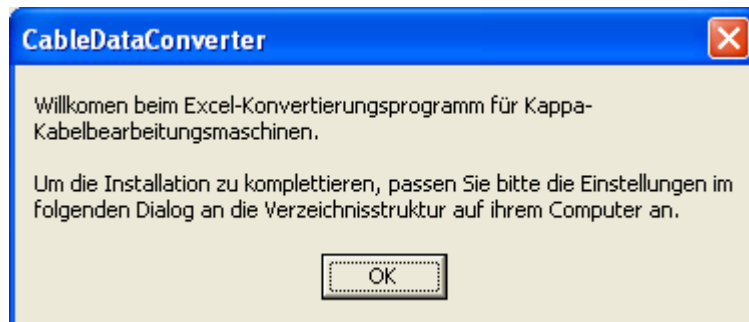 CableDataConverter
Willkomen beim Excel-Konvertierungsprogramm für Kappa-
Kabelbearbeitungsmaschinen.
Um die Installation zu komplettieren, passen Sie bitte die Einstellungen im
folgenden Dialog an die Verzeichnisstruktur auf ihrem Computer an.
OK